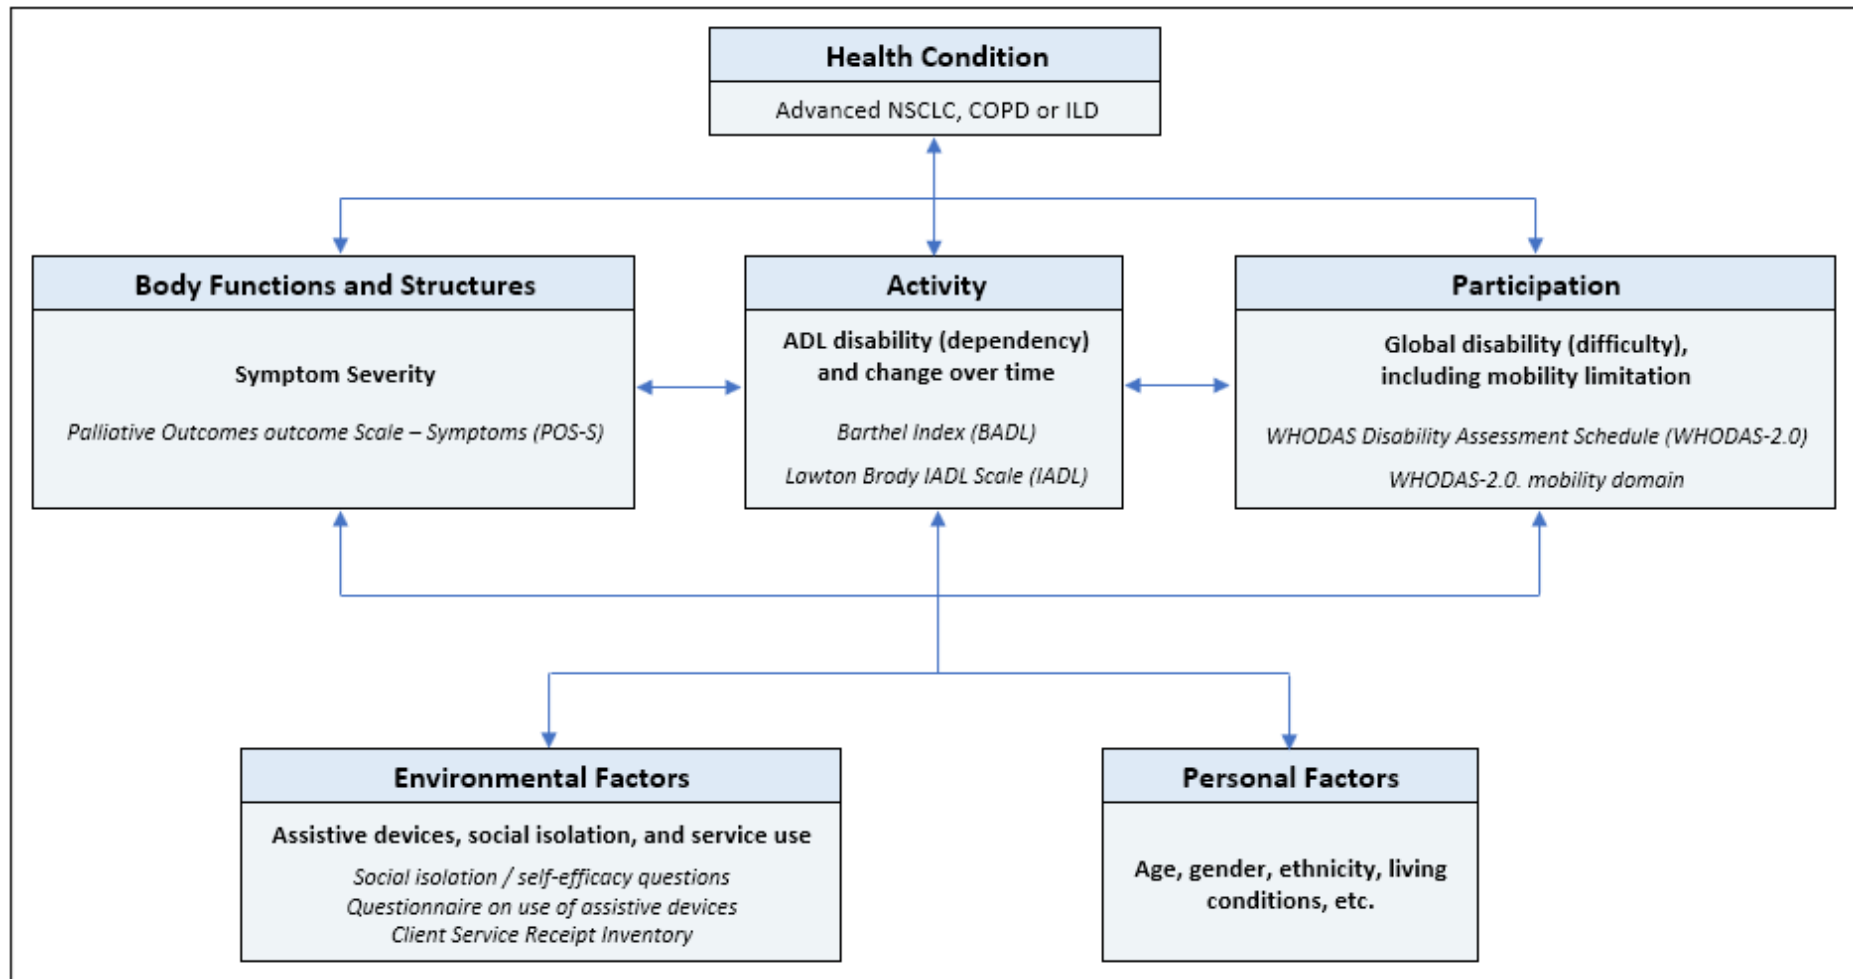 Health Condition
Advanced NSCLC, COPD or ILD
Body Functions and Structures
Symptom Severity
Palliative Outcomes outcome Scale – Symptoms (POS-S)
Activity
ADL disability (dependency)
and change over time
Barthel Index (BADL)
Lawton Brody IADL Scale (IADL)
Participation
Global disability (difficulty),
including mobility limitation
WHODAS Disability Assessment Schedule (WHODAS-2.0)
WHODAS-2.0. mobility domain
Environmental Factors
Assistive devices, social isolation, and service use
Social isolation / self-efficacy questions
Questionnaire on use of assistive devices
Client Service Receipt Inventory
Personal Factors
Age, gender, ethnicity, living
conditions, etc.